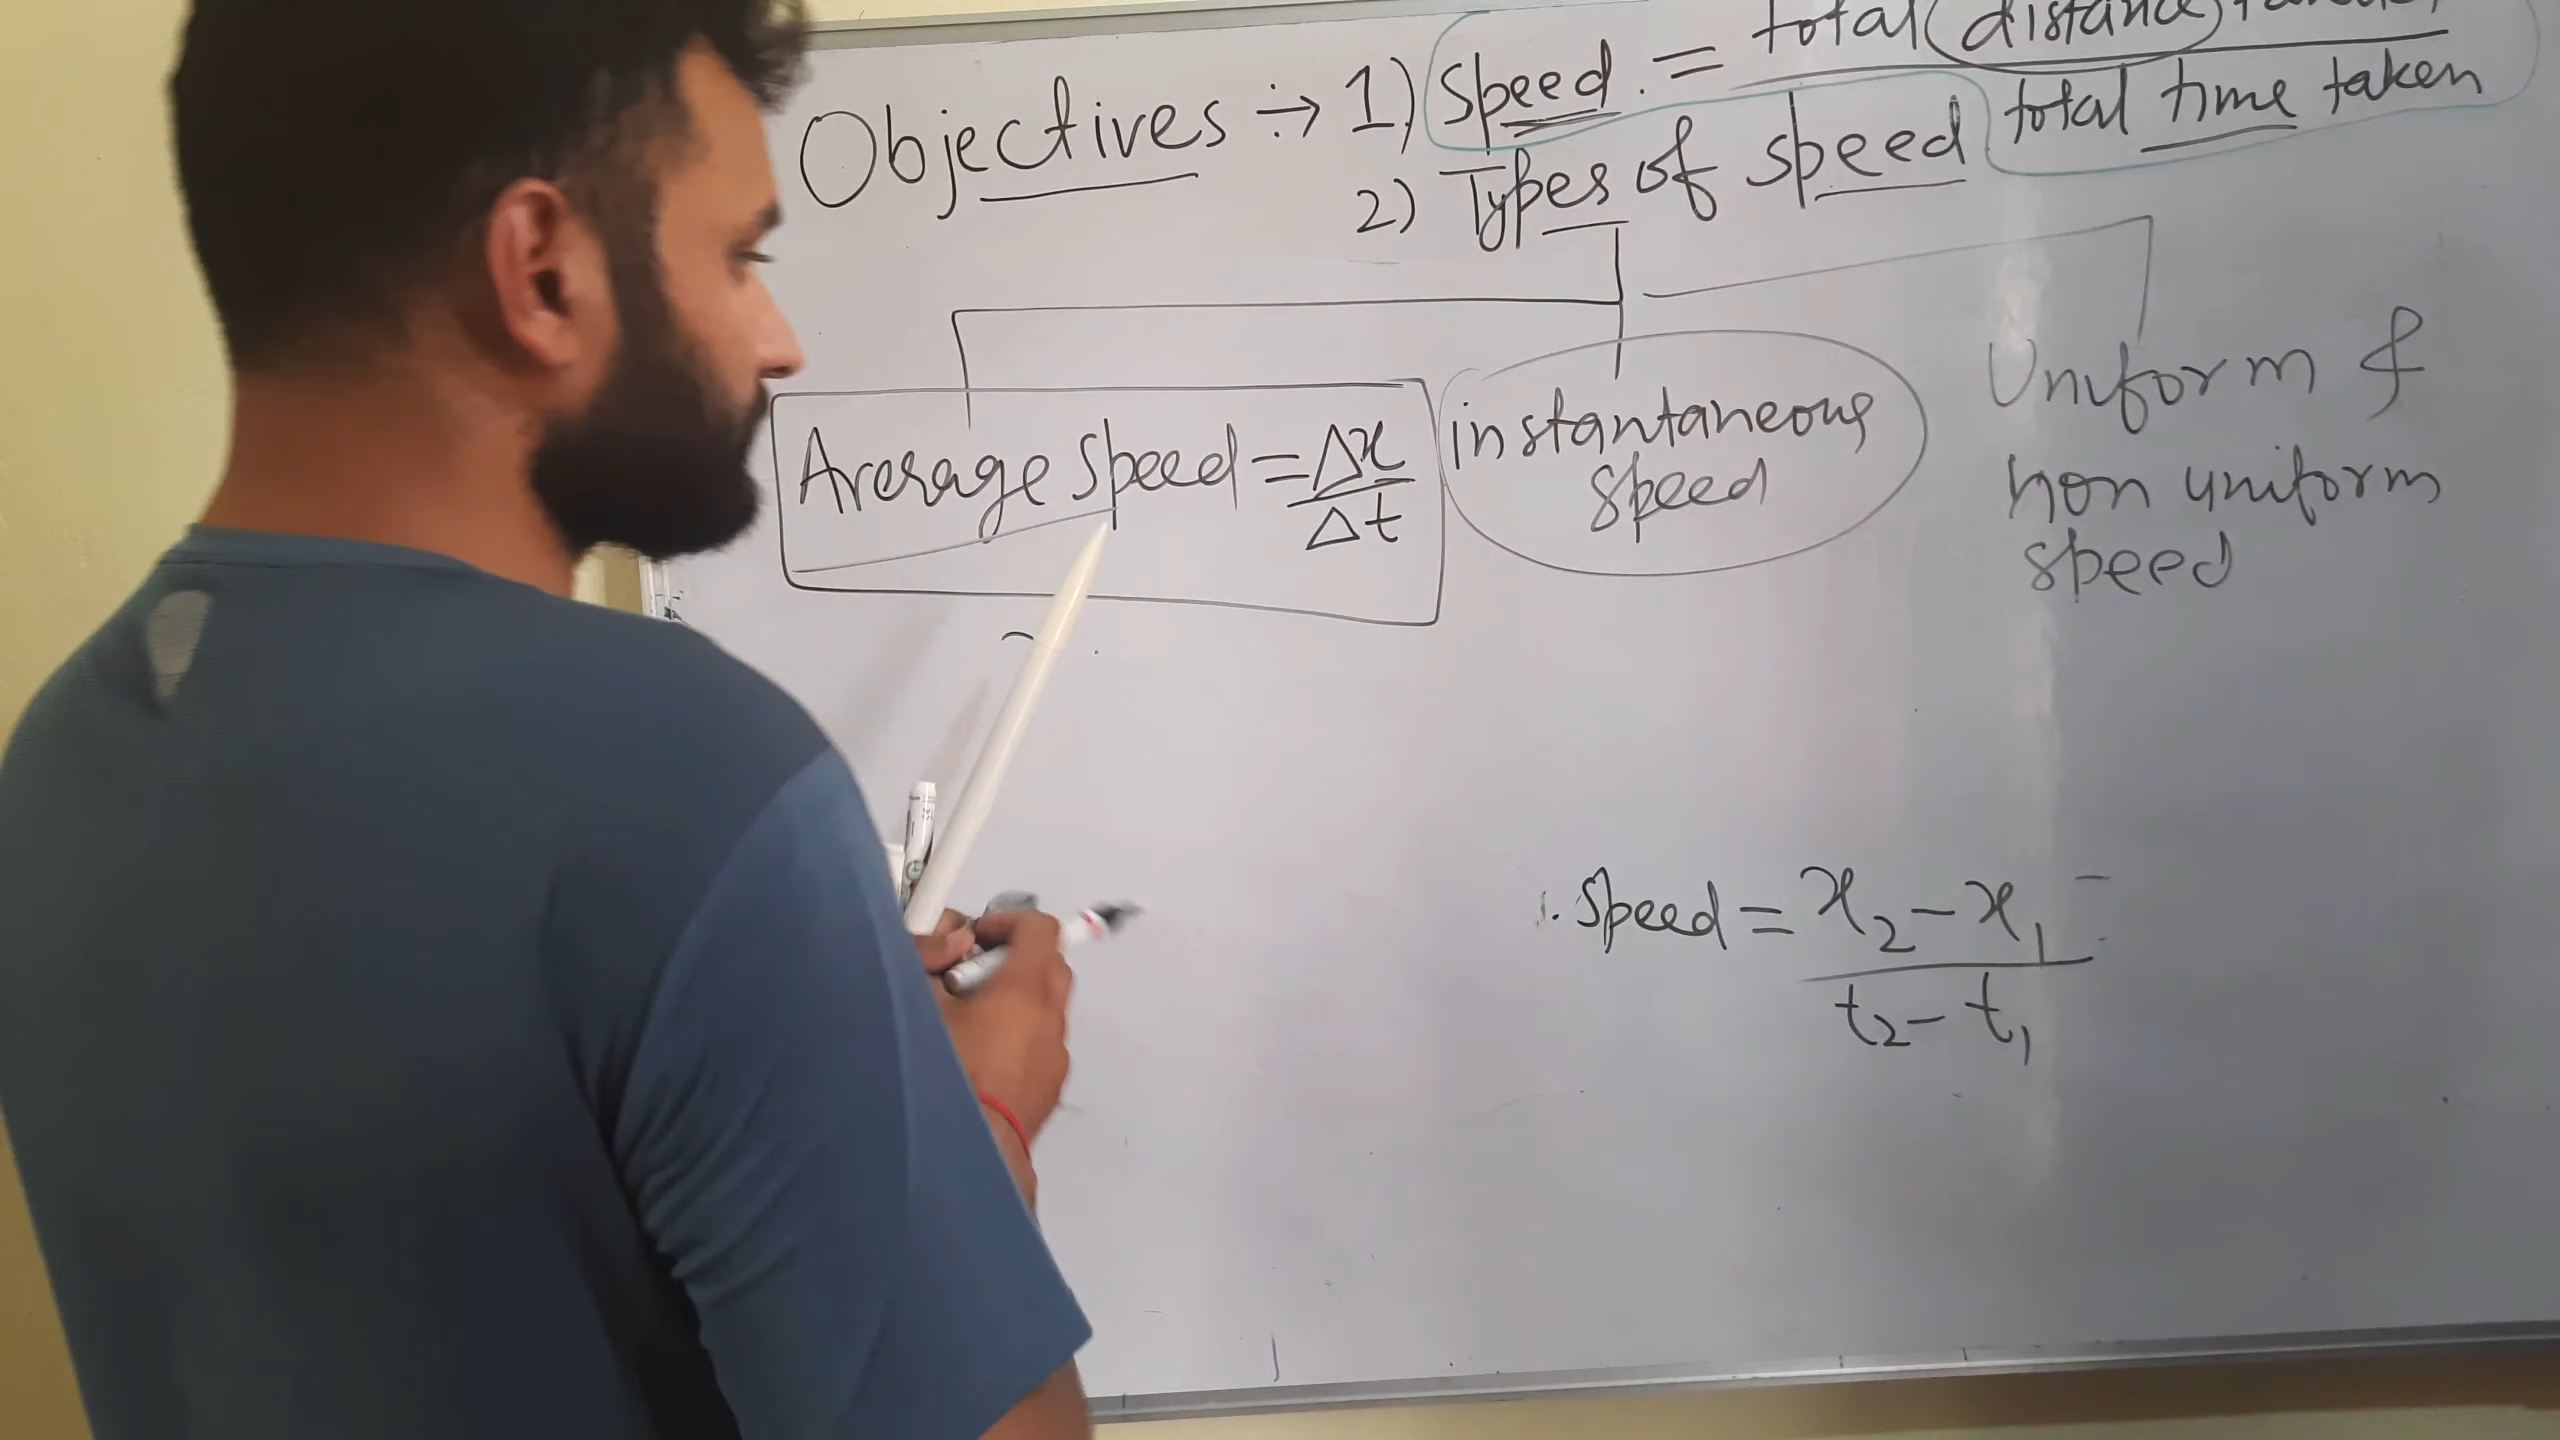 Objectives :→ 1) Speed. = total distance
total time taken
2) Types of speed
Average Speed = Δx
Δt
instantaneous
speed
Uniform &
non uniform
speed
Speed = x₂ - x₁ =
t₂ - t₁